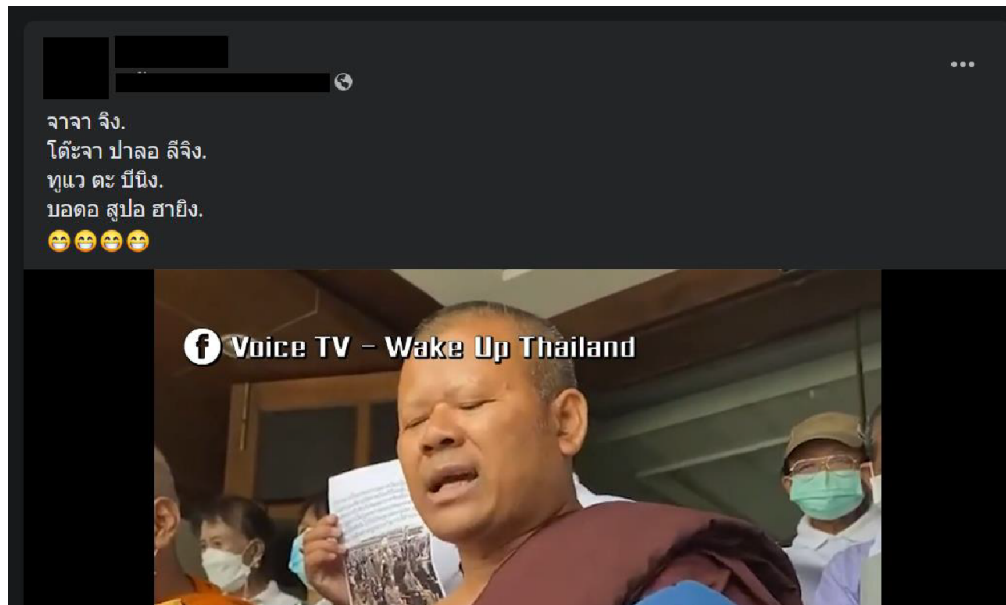 จาจา จิง.
โด๊ะจา ปาลอ ลีจิง.
ทูแว ตะ บีนิง.
บอดอ สูปอ ฮายิง.
Voice TV - Wake Up Thailand